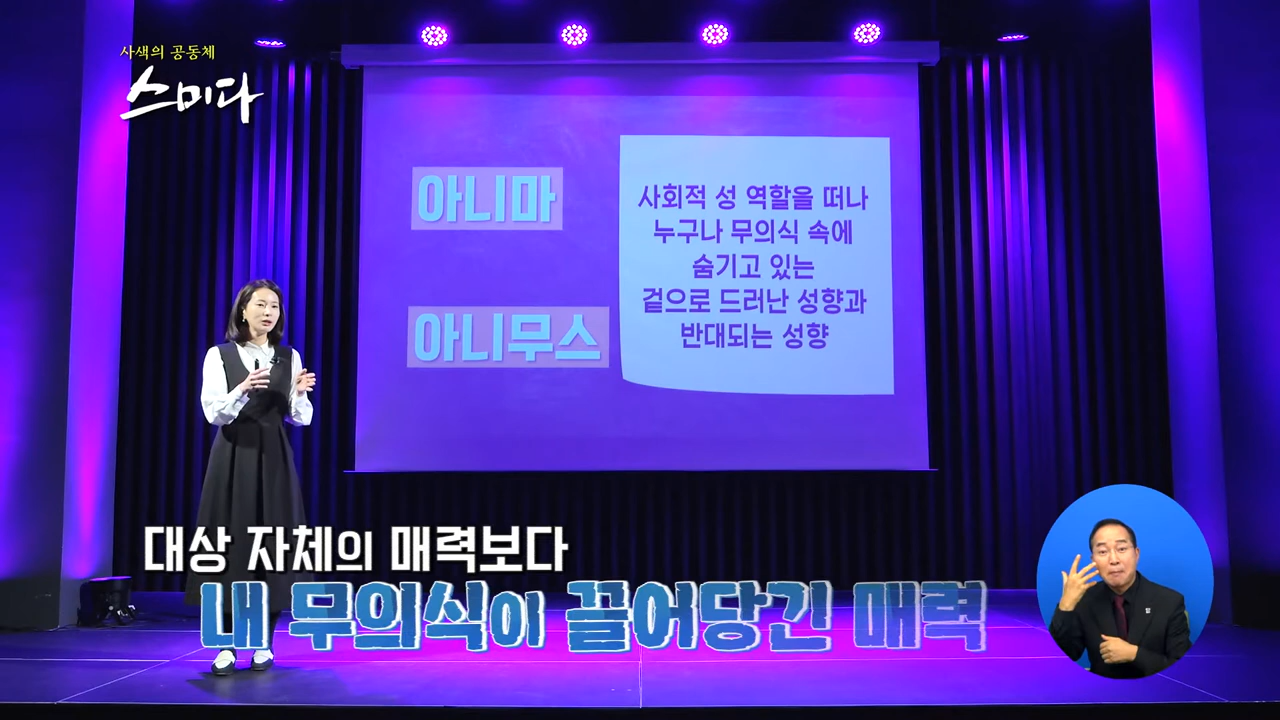 사색의 공동체
스미다
아니마
아니무스
사회적 성 역할을 떠나
누구나 무의식 속에
숨기고 있는
겉으로 드러난 성향과
반대되는 성향
대상 자체의 매력보다
내 무의식이 끌어당긴 매력